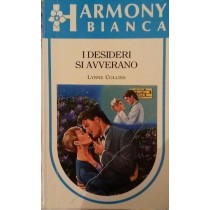 HARMONY
BIANCA
I DESIDERI
SI AVVERANO
LYNNE COLLINS